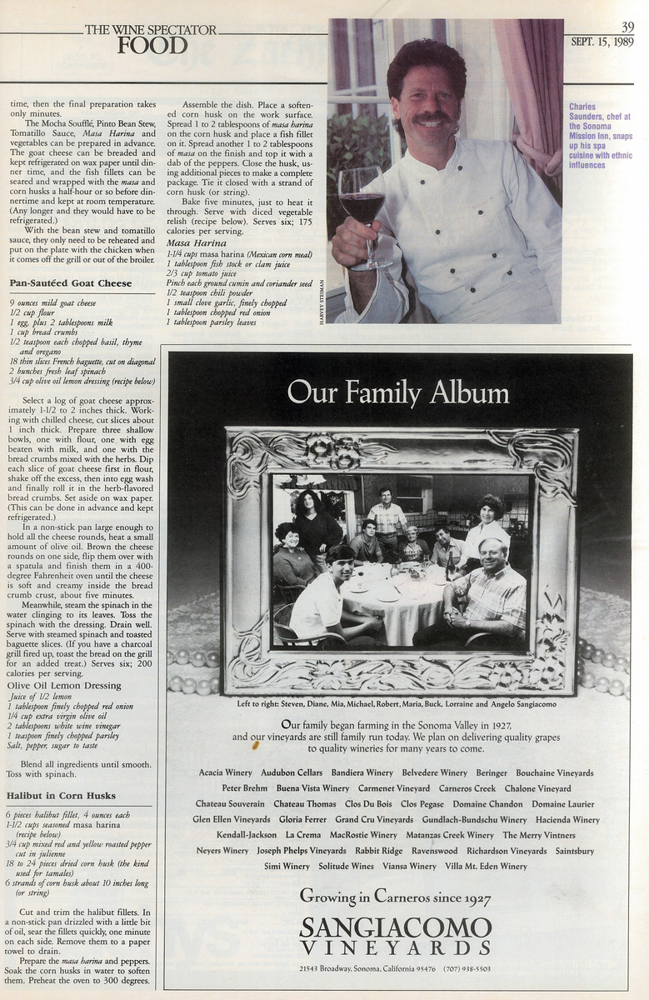 THE WINE SPECTATOR
FOOD
39
SEPT. 15, 1989
time, then the final preparation takes
only minutes.
The Mocha Soufflé, Pinto Bean Stew,
Tomatillo Sauce, Masa Harina and
vegetables can be prepared in advance.
The goat cheese can be breaded and
kept refrigerated on wax paper until din-
ner time, and the fish fillets can be
seared and wrapped with the masa and
corn husks a half-hour or so before din-
nertime and kept at room temperature.
(Any longer and they would have to be
refrigerated.)
With the bean stew and tomatillo
sauce, they only need to be reheated and
put on the plate with the chicken when
it comes off the grill or out of the broiler.
Pan-Sautéed Goat Cheese
9 ounces mild goat cheese
1/2 cup flour
1 egg, plus 2 tablespoons milk
1 cup bread crumbs
1/2 teaspoon each chopped basil, thyme
and oregano
18 thin slices French baguette, cut on diagonal
2 bunches fresh leaf spinach
3/4 cup olive oil lemon dressing (recipe below)
Select a log of goat cheese approx-
imately 1-1/2 to 2 inches thick. Work-
ing with chilled cheese, cut slices about
1 inch thick. Prepare three shallow
bowls, one with flour, one with egg
beaten with milk, and one with the
bread crumbs mixed with the herbs. Dip
each slice of goat cheese first in flour,
shake off the excess, then into egg wash
and finally roll it in the herb-flavored
bread crumbs. Set aside on wax paper.
(This can be done in advance and kept
refrigerated.)
In a non-stick pan large enough to
hold all the cheese rounds, heat a small
amount of olive oil. Brown the cheese
rounds on one side, flip them over with
a spatula and finish them in a 400-
degree Fahrenheit oven until the cheese
is soft and creamy inside the bread
crumb crust, about five minutes.
Meanwhile, steam the spinach in the
water clinging to its leaves. Toss the
spinach with the dressing. Drain well.
Serve with steamed spinach and toasted
baguette slices. (If you have a charcoal
grill fired up, toast the bread on the grill
for an added treat.) Serves six; 200
calories per serving.
Olive Oil Lemon Dressing
Juice of 1/2 lemon
1 tablespoon finely chopped red onion
1/4 cup extra virgin olive oil
2 tablespoons white wine vinegar
1 teaspoon finely chopped parsley
Salt, pepper, sugar to taste
Blend all ingredients until smooth.
Toss with spinach.
Halibut in Corn Husks
6 pieces halibut fillet, 4 ounces each
1-1/2 cups seasoned masa harina
(recipe below)
3/4 cup mixed red and yellow roasted pepper
cut in julienne
18 to 24 pieces dried corn husk (the kind
used for tamales)
6 strands of corn husk about 10 inches long
(or string)
Cut and trim the halibut fillets. In
a non-stick pan drizzled with a little bit
of oil, sear the fillets quickly, one minute
on each side. Remove them to a paper
towel to drain.
Prepare the masa harina and peppers.
Soak the corn husks in water to soften
them. Preheat the oven to 300 degrees.
Assemble the dish. Place a soften-
ed corn husk on the work surface.
Spread 1 to 2 tablespoons of masa harina
on the corn husk and place a fish fillet
on it. Spread another 1 to 2 tablespoons
of masa on the finish and top it with a
dab of the peppers. Close the husk, us-
ing additional pieces to make a complete
package. Tie it closed with a strand of
corn husk (or string).
Bake five minutes, just to heat it
through. Serve with diced vegetable
relish (recipe below). Serves six; 175
calories per serving.
Masa Harina
1-1/4 cups masa harina (Mexican corn meal)
1 tablespoon fish stock or clam juice
2/3 cup tomato juice
Pinch each ground cumin and coriander seed
1/2 teaspoon chili powder
1 small clove garlic, finely chopped
1 tablespoon chopped red onion
1 tablespoon parsley leaves
HARVEY STEIMAN
Charles
Saunders, chef at
the Sonoma
Mission Inn, snaps
up his spa
cuisine with ethnic
influences
Our Family Album
Left to right: Steven, Diane, Mia, Michael, Robert, Maria, Buck, Lorraine and Angelo Sangiacomo
Our family began farming in the Sonoma Valley in 1927,
and our vineyards are still family run today. We plan on delivering quality grapes
to quality wineries for many years to come.
Acacia Winery Audubon Cellars Bandiera Winery Belvedere Winery Beringer Bouchaine Vineyards
Peter Brehm Buena Vista Winery Carmenet Vineyard Carneros Creek Chalone Vineyard
Chateau Souverain Chateau Thomas Clos Du Bois Clos Pegase Domaine Chandon Domaine Laurier
Glen Ellen Vineyards Gloria Ferrer Grand Cru Vineyards Gundlach-Bundschu Winery Hacienda Winery
Kendall-Jackson La Crema MacRostie Winery Matanzas Creek Winery The Merry Vintners
Neyers Winery Joseph Phelps Vineyards Rabbit Ridge Ravenswood Richardson Vineyards Saintsbury
Simi Winery Solitude Wines Viansa Winery Villa Mt. Eden Winery
Growing in Carneros since 1927
SANGIACOMO
VINEYARDS
21543 Broadway, Sonoma, California 95476 (707) 938-5503